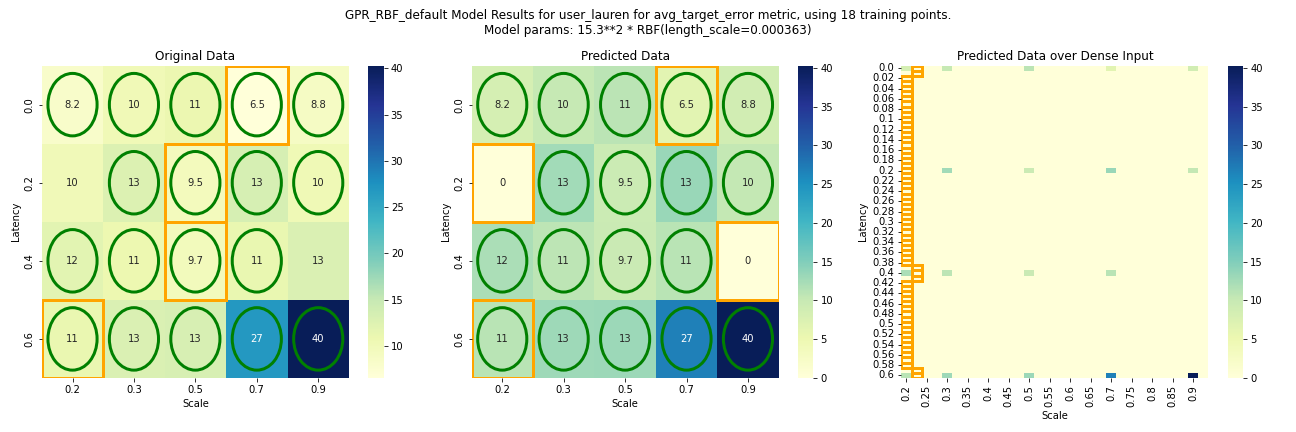 GPR_RBF_default Model Results for user_lauren for avg_target_error metric, using 18 training points.
Model params: 15.3**2 * RBF(length_scale=0.000363)
Original Data
Latency
0.0
8.2 10 11 6.5 8.8
0.2
10 13 9.5 13 10
0.4
12 11 9.7 11 13
0.6
11 13 13 27 40
0.2 0.3 0.5 0.7 0.9
Scale
40
35
30
25
20
15
10
Predicted Data
Latency
0.0
8.2 10 11 6.5 8.8
0.2
0 13 9.5 13 10
0.4
12 11 9.7 11 0
0.6
11 13 13 27 40
0.2 0.3 0.5 0.7 0.9
Scale
40
35
30
25
20
15
10
5
0
Predicted Data over Dense Input
Latency
0.0
0.02
0.04
0.06
0.08
0.1
0.12
0.14
0.16
0.18
0.2
0.22
0.24
0.26
0.28
0.3
0.32
0.34
0.36
0.38
0.4
0.42
0.44
0.46
0.48
0.5
0.52
0.54
0.56
0.58
0.6
0.2 0.25 0.3 0.35 0.4 0.45 0.5 0.55 0.6 0.65 0.7 0.75 0.8 0.85 0.9
Scale
40
35
30
25
20
15
10
5
0